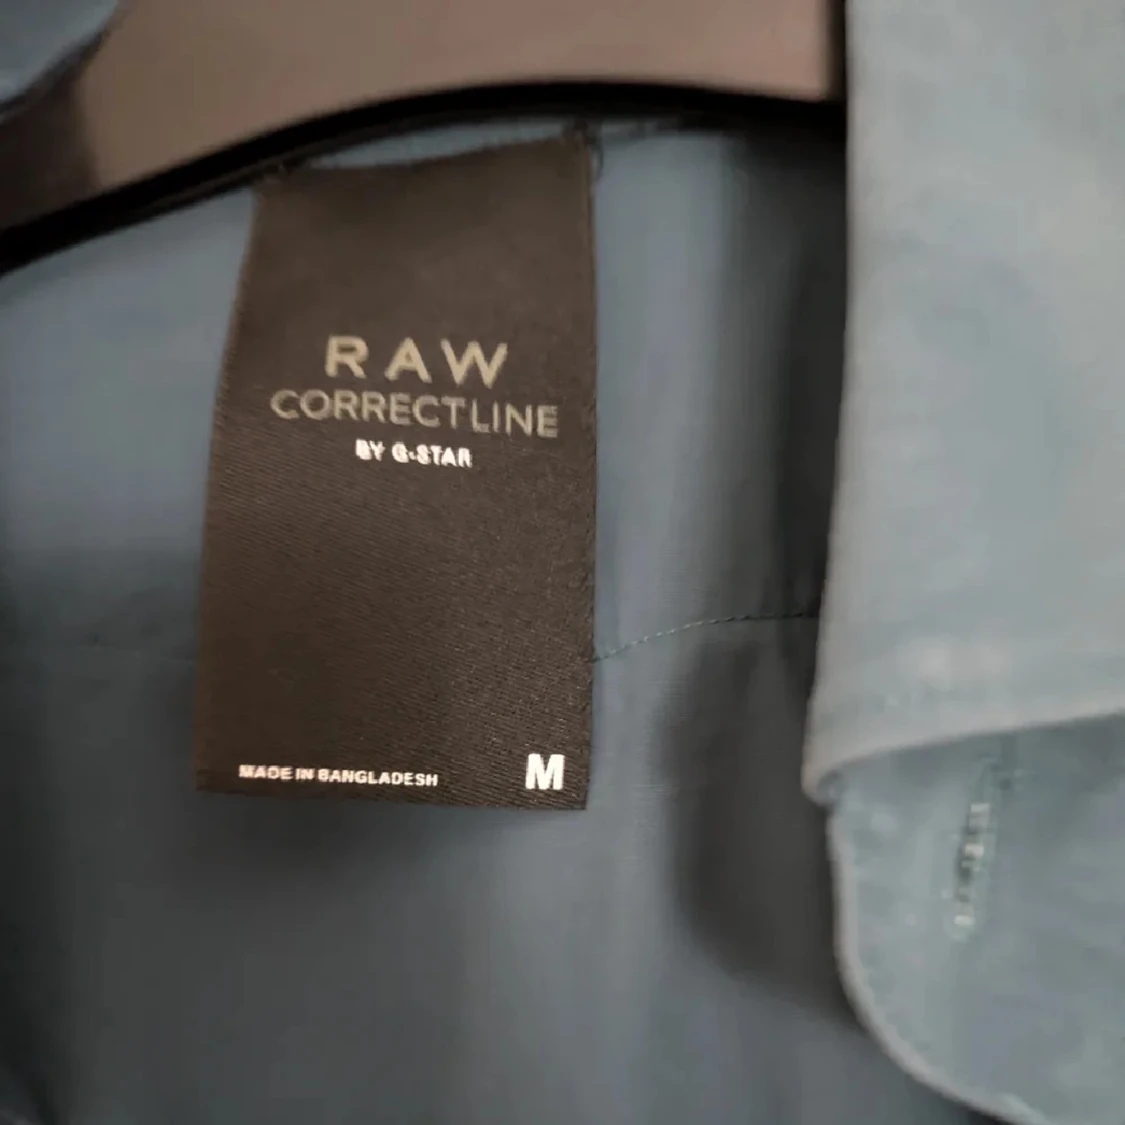 RAW
CORRECTLINE
BY G-STAR
MADE IN BANGLADESH
M